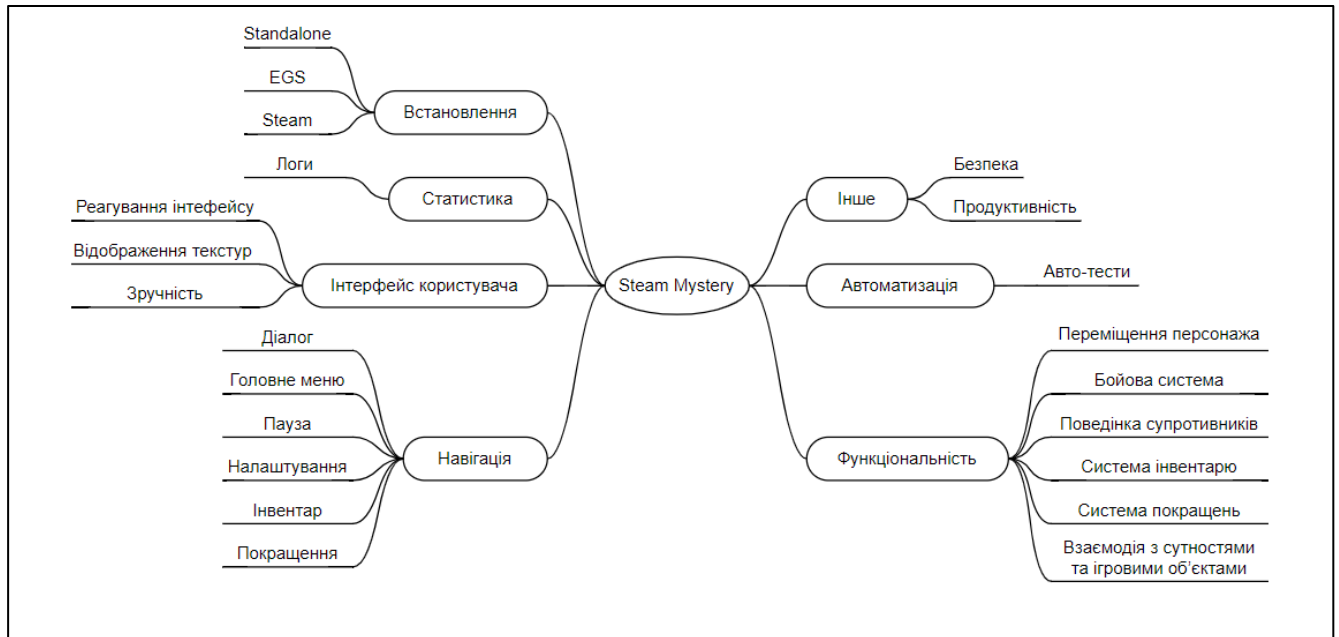 Standalone
EGS
Steam
Встановлення
Логи
Статистика
Реагування інтефейсу
Відображення текстур
Зручність
Інтерфейс користувача
Діалог
Головне меню
Пауза
Налаштування
Інвентар
Покращення
Навігація
Steam Mystery
Інше
Безпека
Продуктивність
Автоматизація
Авто-тести
Функціональність
Переміщення персонажа
Бойова система
Поведінка супротивників
Система інвентарю
Система покращень
Взаємодія з сутностями
та ігровими об’єктами